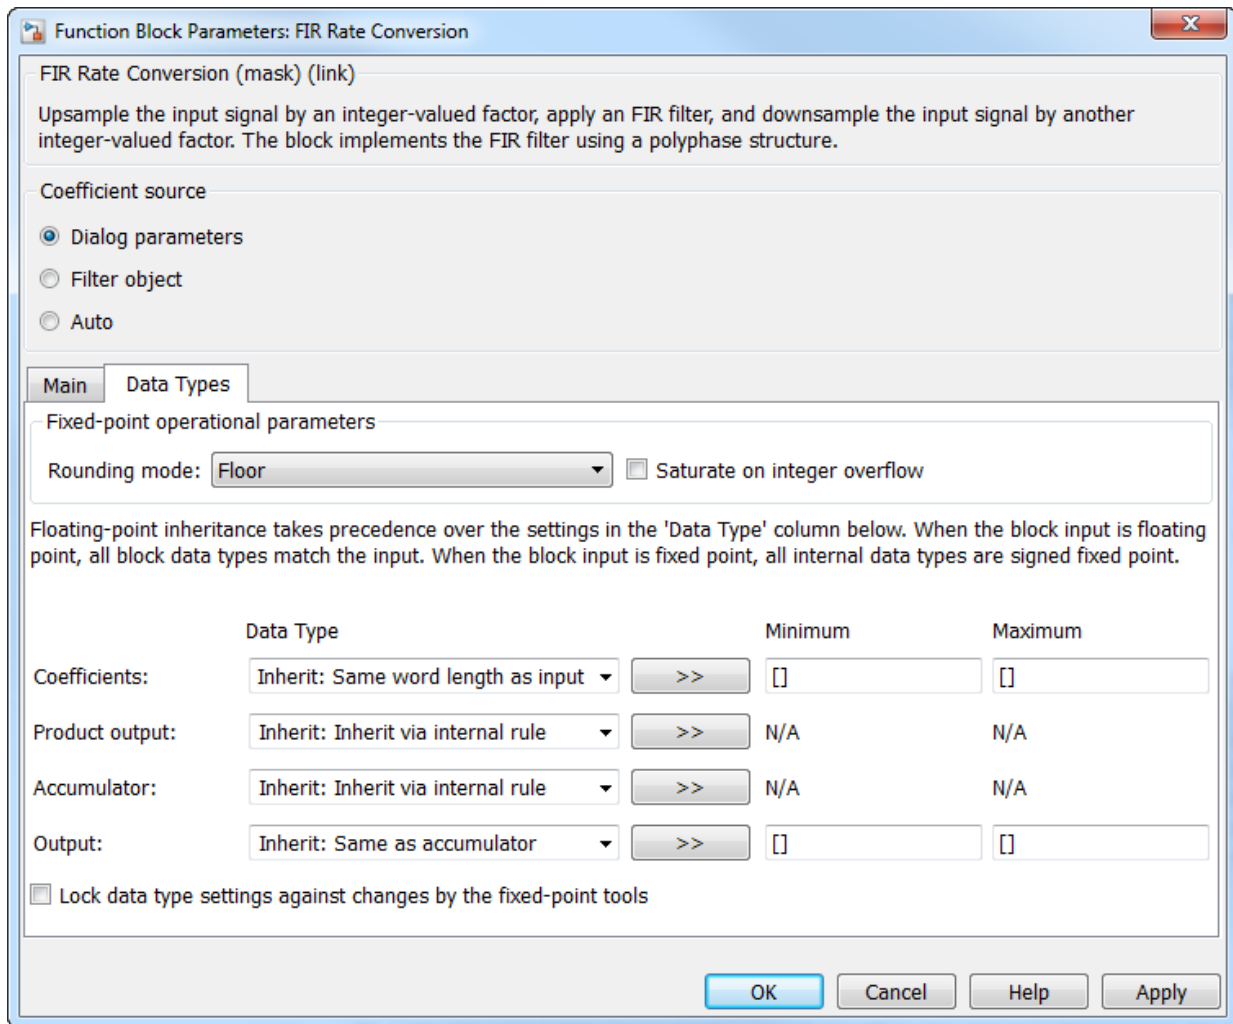 Function Block Parameters: FIR Rate Conversion
X
FIR Rate Conversion (mask) (link)
Upsample the input signal by an integer-valued factor, apply an FIR filter, and downsample the input signal by another
integer-valued factor. The block implements the FIR filter using a polyphase structure.
Coefficient source
Dialog parameters
Filter object
Auto
Main Data Types
Fixed-point operational parameters
Rounding mode: Floor Saturate on integer overflow
Floating-point inheritance takes precedence over the settings in the 'Data Type' column below. When the block input is floating
point, all block data types match the input. When the block input is fixed point, all internal data types are signed fixed point.
Data Type Minimum Maximum
Coefficients: Inherit: Same word length as input >> [] []
Product output: Inherit: Inherit via internal rule >> N/A N/A
Accumulator: Inherit: Inherit via internal rule >> N/A N/A
Output: Inherit: Same as accumulator >> [] []
Lock data type settings against changes by the fixed-point tools
OK Cancel Help Apply